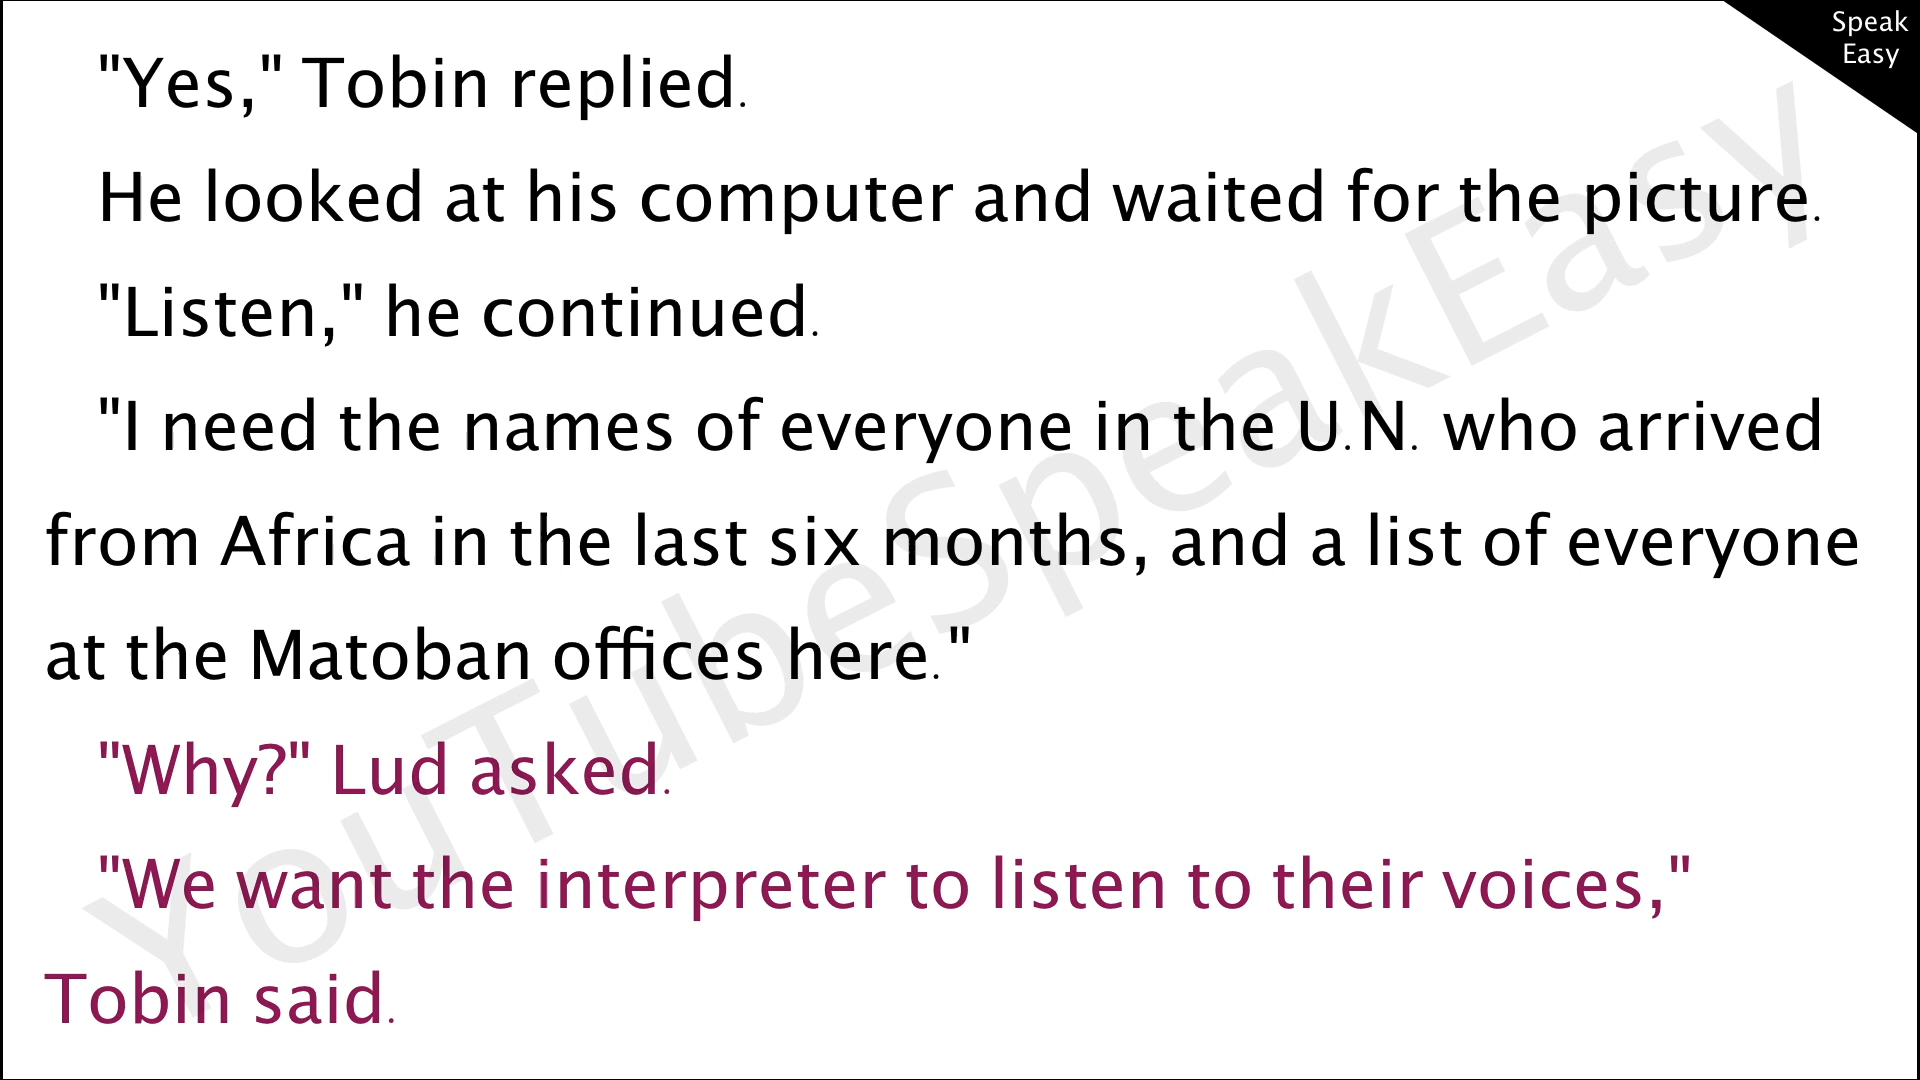 Speak
Easy
"Yes," Tobin replied.
He looked at his computer and waited for the picture.
"Listen," he continued.
"I need the names of everyone in the U.N. who arrived
from Africa in the last six months, and a list of everyone
at the Matoban offices here."
"Why?" Lud asked.
"We want the interpreter to listen to their voices,"
Tobin said.
YouTubeSpeakEasy